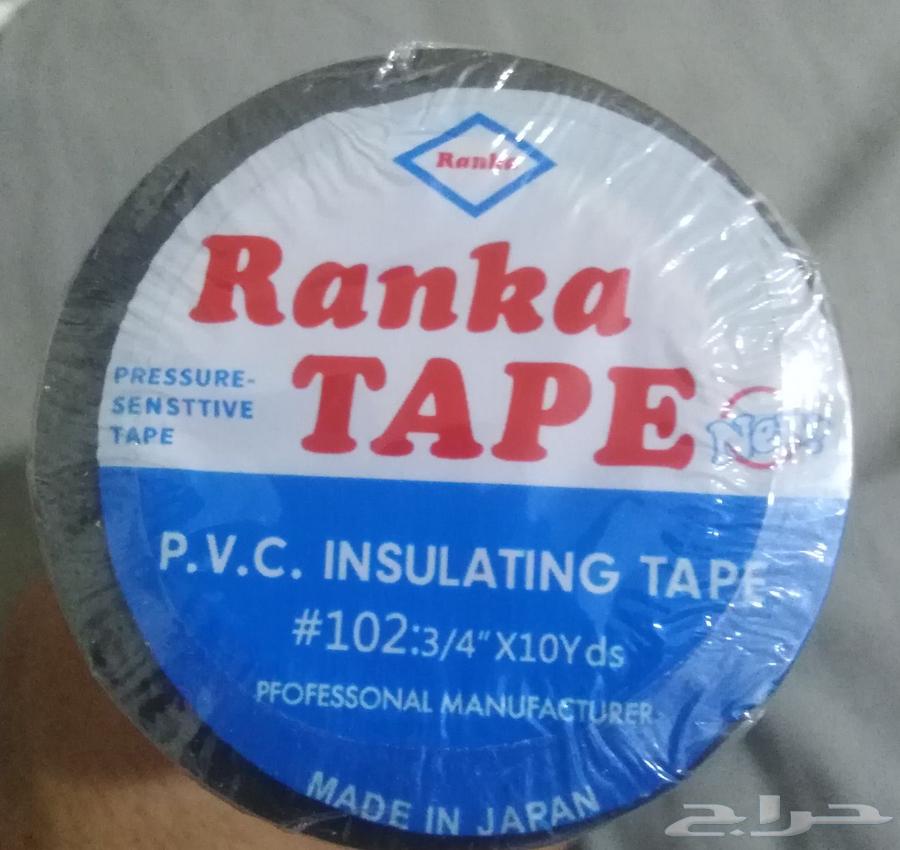 Ranka
Ranka
TAPE
PRESSURE-
SENSTTIVE
TAPE
New
P.V.C. INSULATING TAPE
#102:3/4"X10Yds
PFOFESSONAL MANUFACTURER
MADE IN JAPAN
حراج